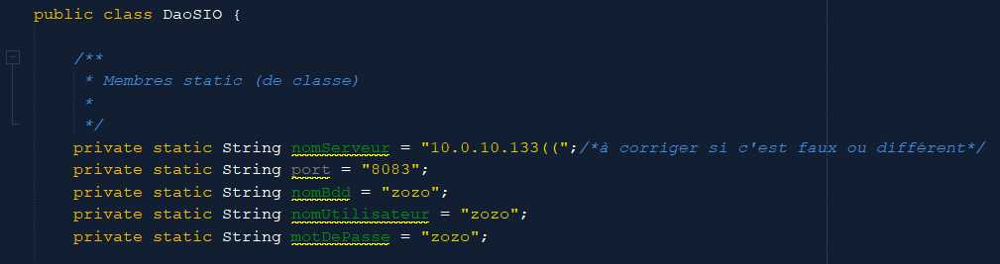 public class DaoSIO {
/**
* Membres static (de classe)
*
*/
private static String nomServeur = "10.0.10.133((";/*à corriger si c'est faux ou différent*/
private static String port = "8083";
private static String nomBdd = "zozo";
private static String nomUtilisateur = "zozo";
private static String motDePasse = "zozo";